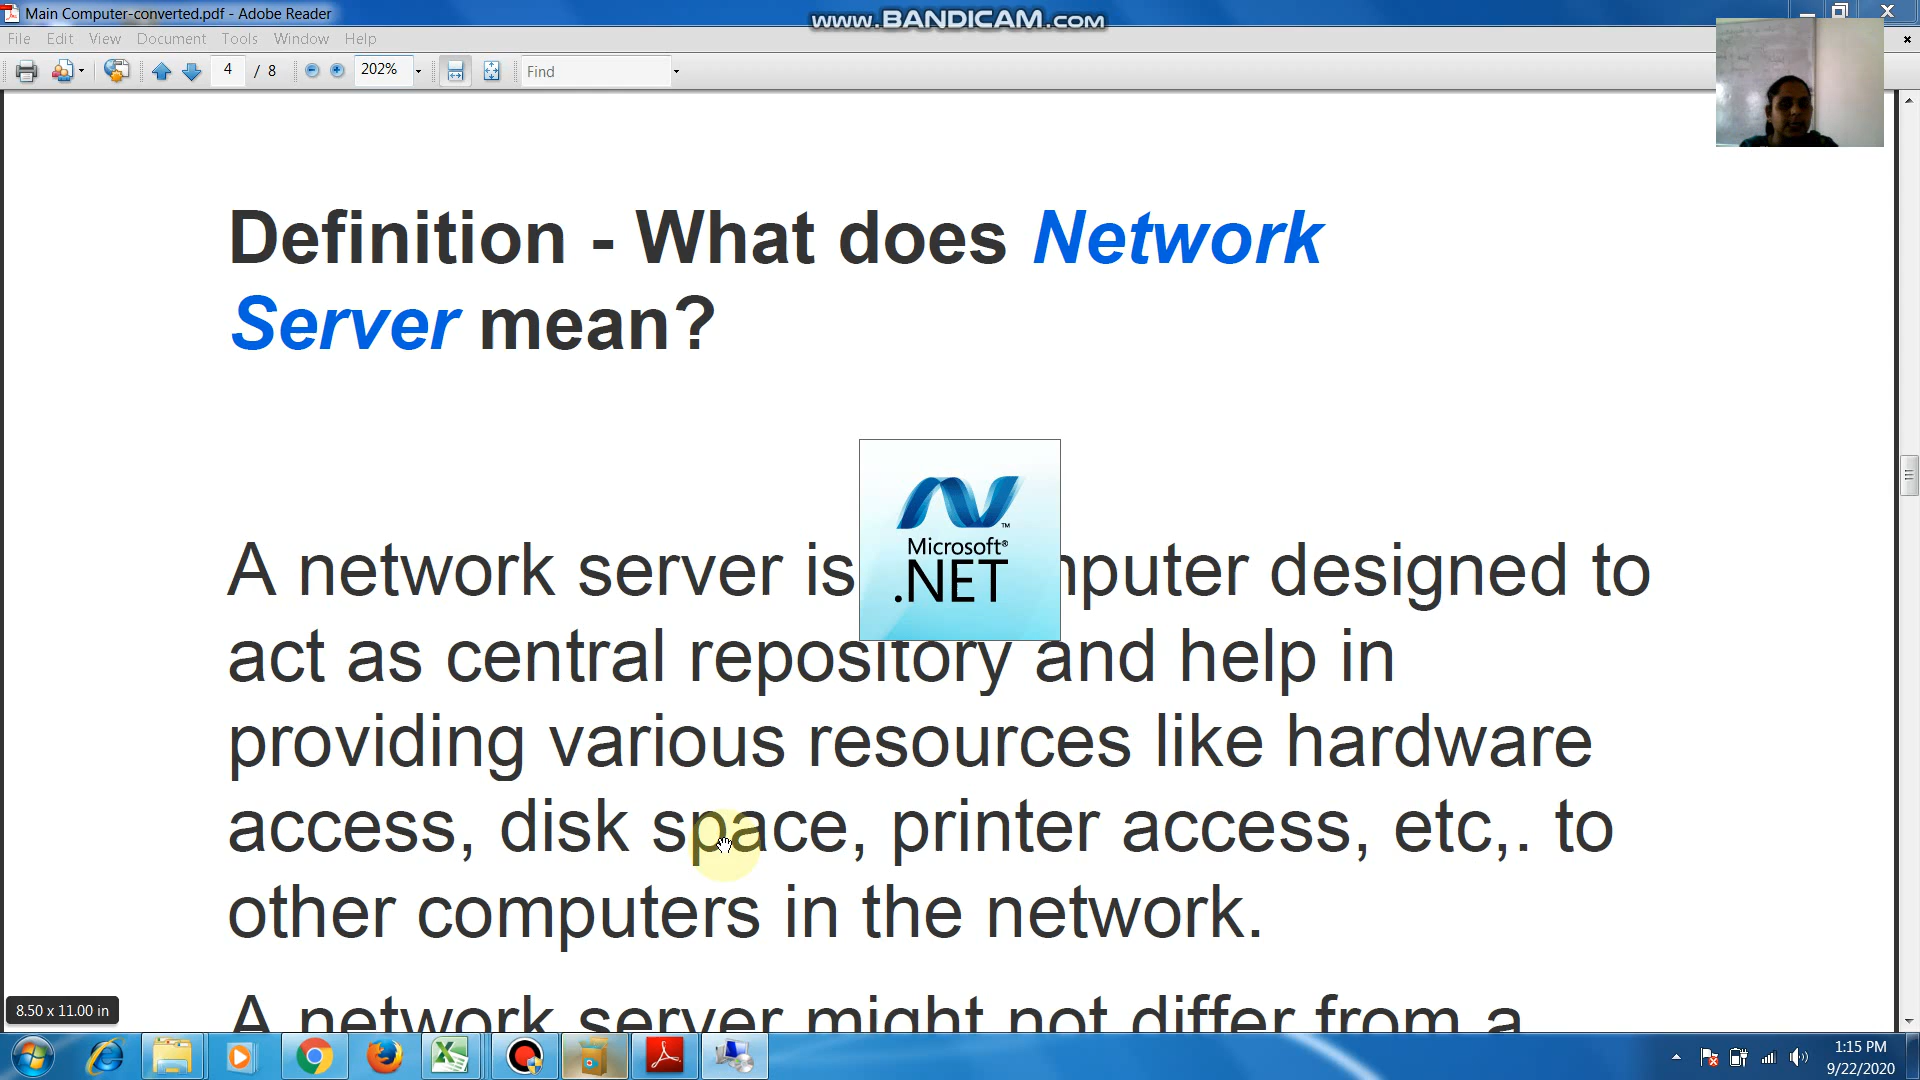 Main Computer-converted.pdf - Adobe Reader
www.BANDICAM.com
File Edit View Document Tools Window Help
4 / 8 202% Find
Definition - What does Network
Server mean?
Microsoft®
.NET
™
A network server is mputer designed to
act as central repository and help in
providing various resources like hardware
access, disk space, printer access, etc,. to
other computers in the network.
A network server might not differ from a
8.50 x 11.00 in
1:15 PM
9/22/2020